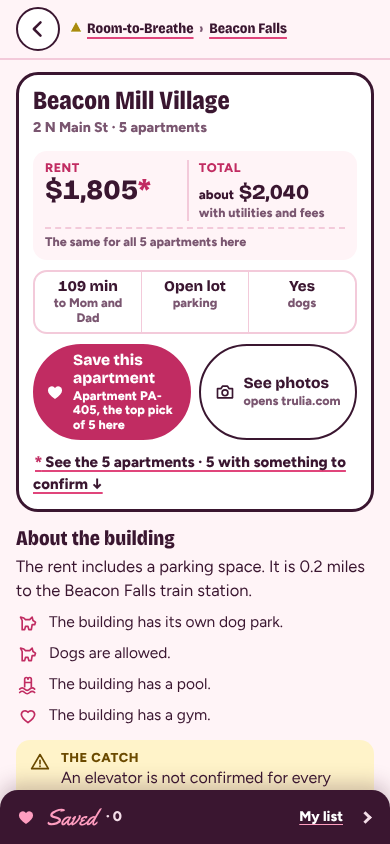 Room-to-Breathe › Beacon Falls
Beacon Mill Village
2 N Main St · 5 apartments
RENT
$1,805*
TOTAL
about $2,040
with utilities and fees
The same for all 5 apartments here
109 min
to Mom and
Dad
Open lot
parking
Yes
dogs
Save this
apartment
Apartment PA-
405, the top pick
of 5 here
See photos
opens trulia.com
* See the 5 apartments · 5 with something to
confirm ↓
About the building
The rent includes a parking space. It is 0.2 miles
to the Beacon Falls train station.
The building has its own dog park.
Dogs are allowed.
The building has a pool.
The building has a gym.
THE CATCH
An elevator is not confirmed for every
Saved · 0
My list